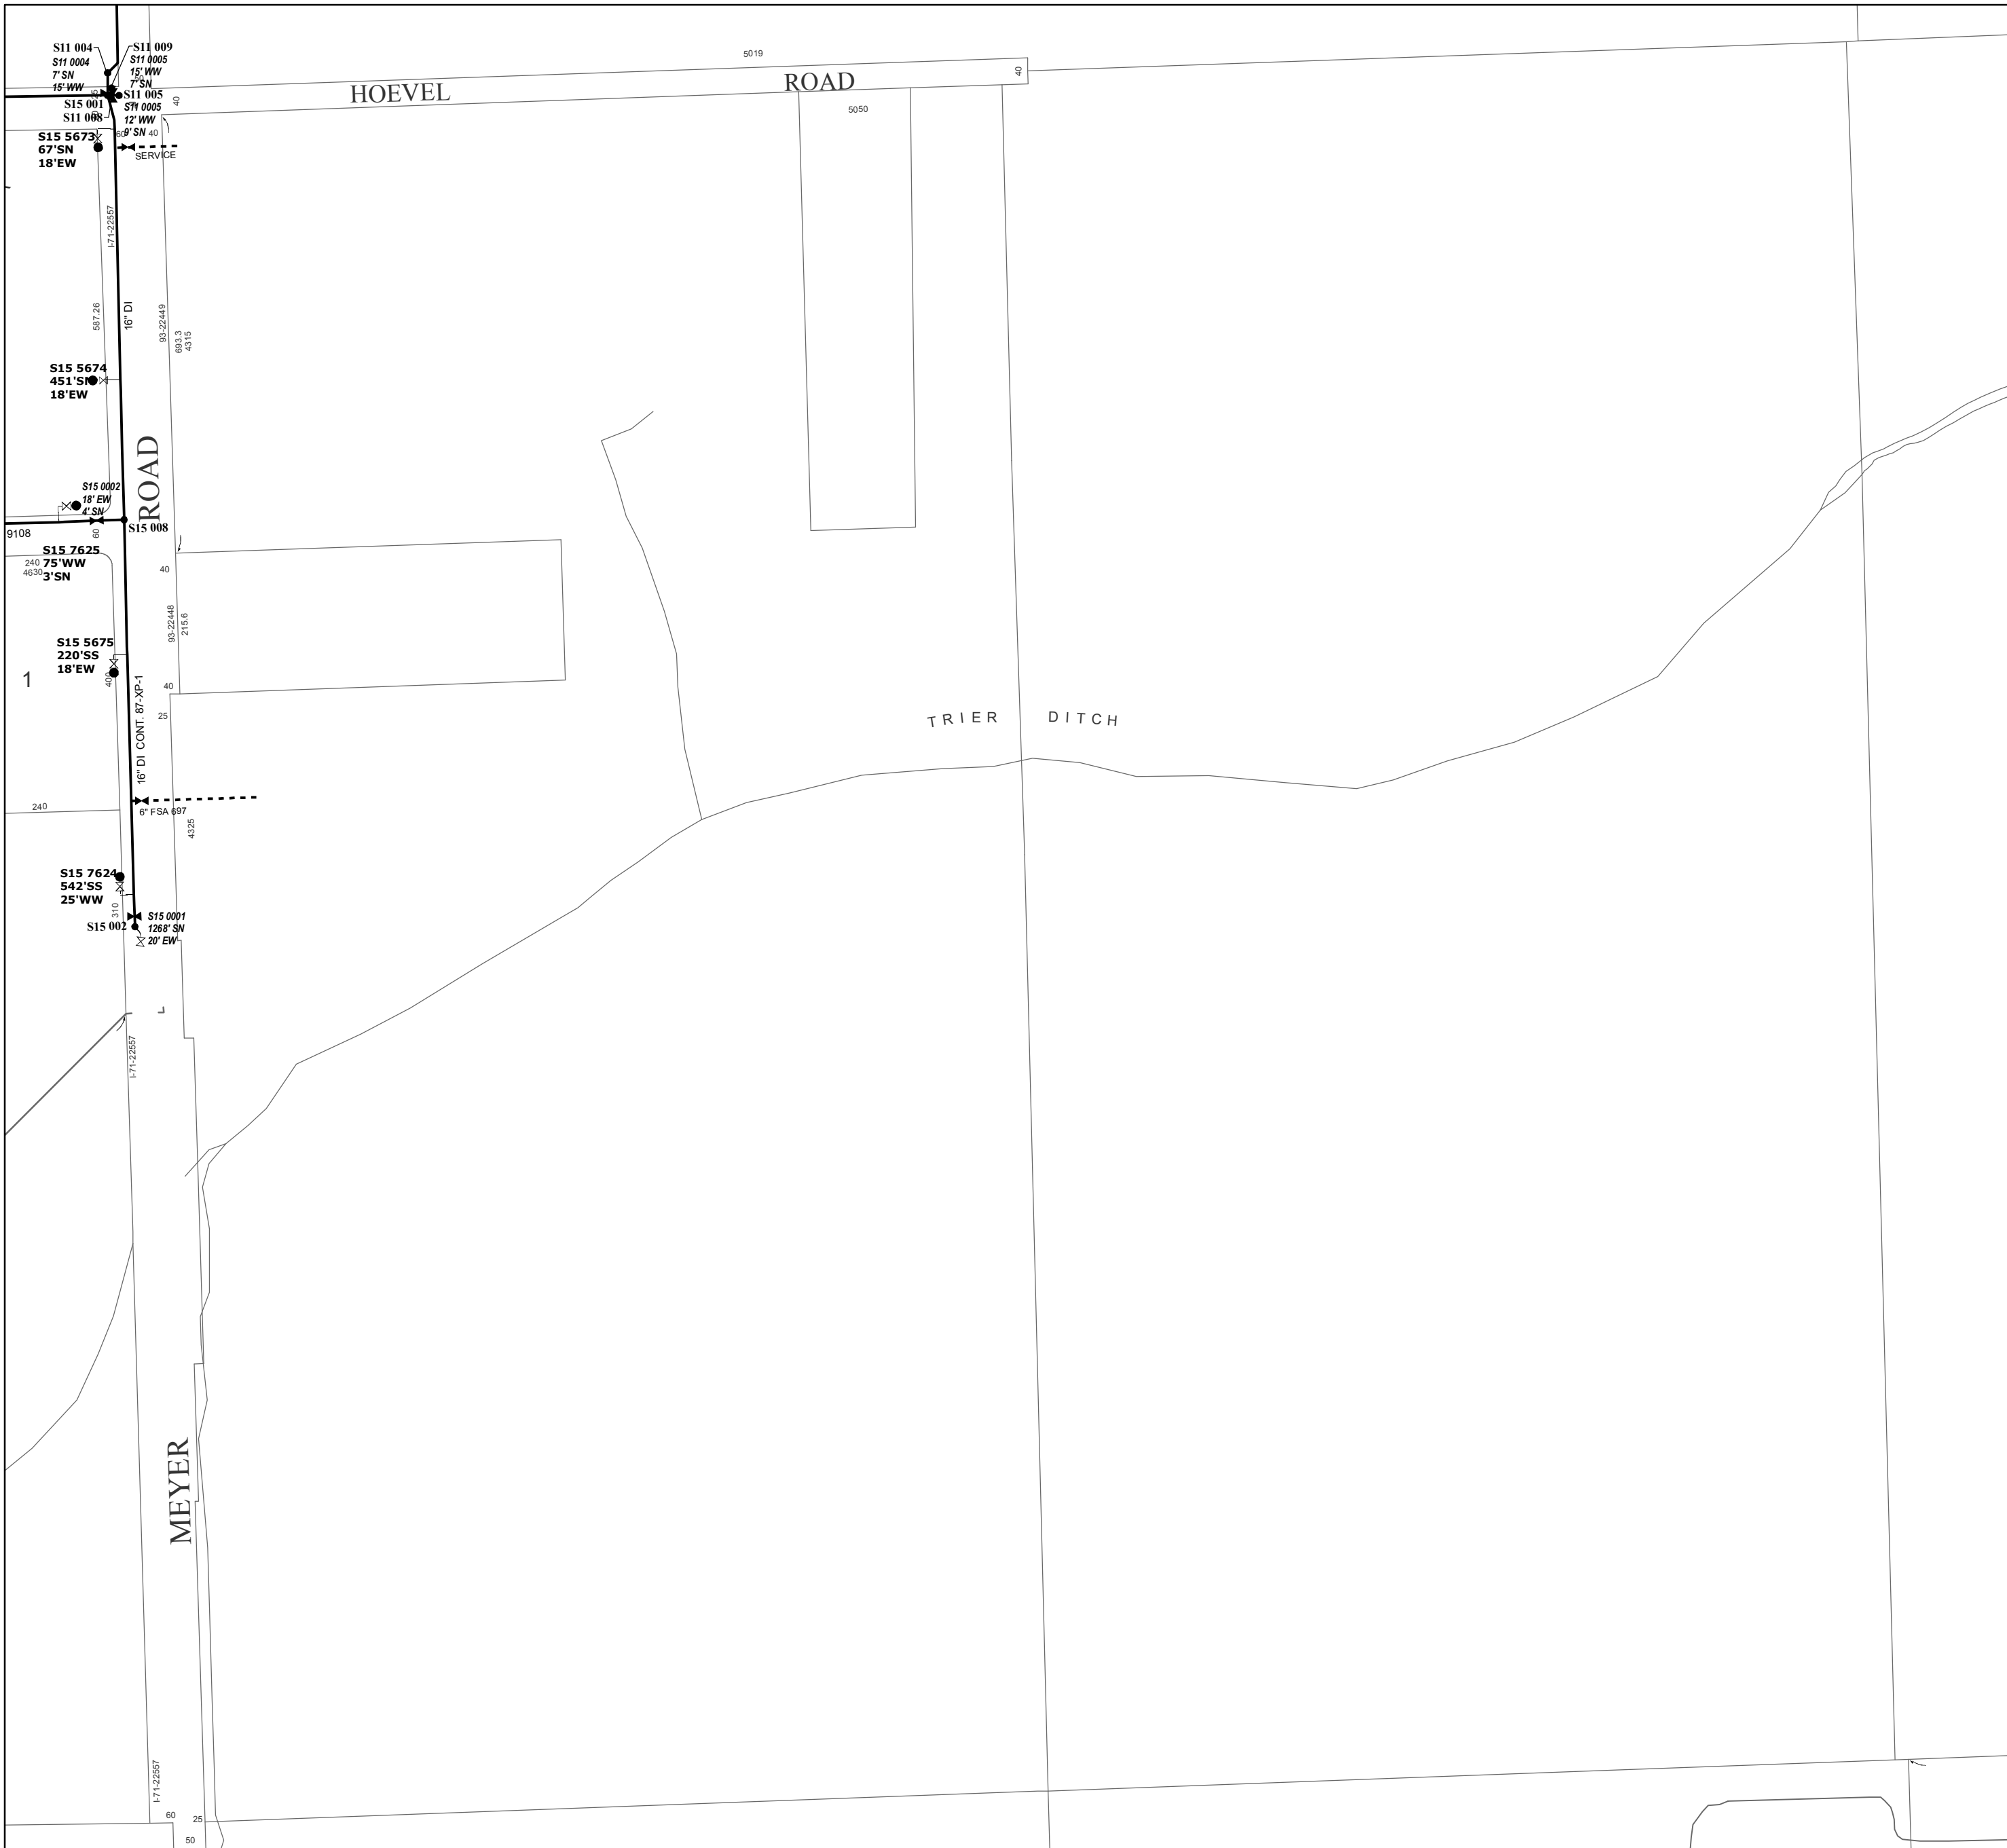 5019
S11 004
S11 0004
7' SN
15' WW
S11 009
S11 0005
15' WW
7' SN
50
HOEVEL
ROAD
40
40
5050
S11 005
S11 0005
12' WW
9' SN
S15 001
S11 008
60
40
S15 5673
67'SN
18'EW
SERVICE
I-71-22557
587.26
16" DI
93-22449
693.3
4315
S15 5674
451'SN
18'EW
ROAD
S15 0002
18' EW
4' SN
S15 008
9108
60
S15 7625
75'WW
3'SN
240
4630
40
93-22448
215.6
S15 5675
220'SS
18'EW
400
1
40
25
16" DI CONT. 87-XP-1
TRIER DITCH
240
6" FSA 697
4325
S15 7624
542'SS
25'WW
310
S15 0001
1268' SN
20' EW
S15 002
I-71-22557
MEYER
I-71-22557
60
25
50